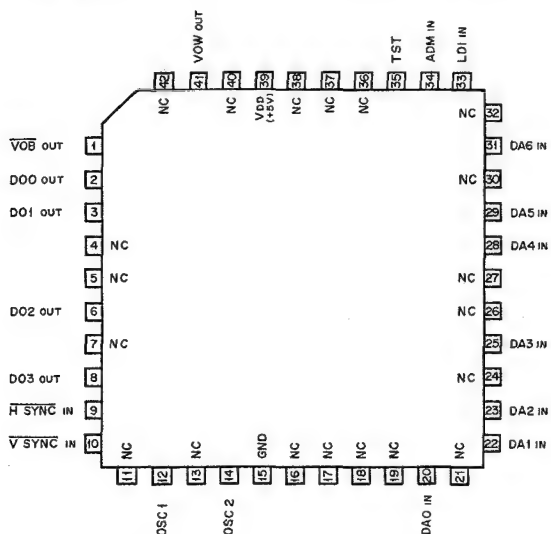 VOW OUT
TST
ADM IN
LDI IN
42 41 40 39 38 37 36 35 34 33
NC NC VDD (+5V) NC NC NC
NC 32
VOB OUT 1
31 DA6 IN
DO0 OUT 2
NC 30
DO1 OUT 3
29 DA5 IN
4 NC
28 DA4 IN
5 NC
NC 27
DO2 OUT 6
NC 26
7 NC
25 DA3 IN
DO3 OUT 8
NC 24
H SYNC IN 9
23 DA2 IN
V SYNC IN 10
22 DA1 IN
NC NC GND NC NC NC NC NC
11 12 13 14 15 16 17 18 19 20 21
OSC 1
OSC 2
DA0 IN